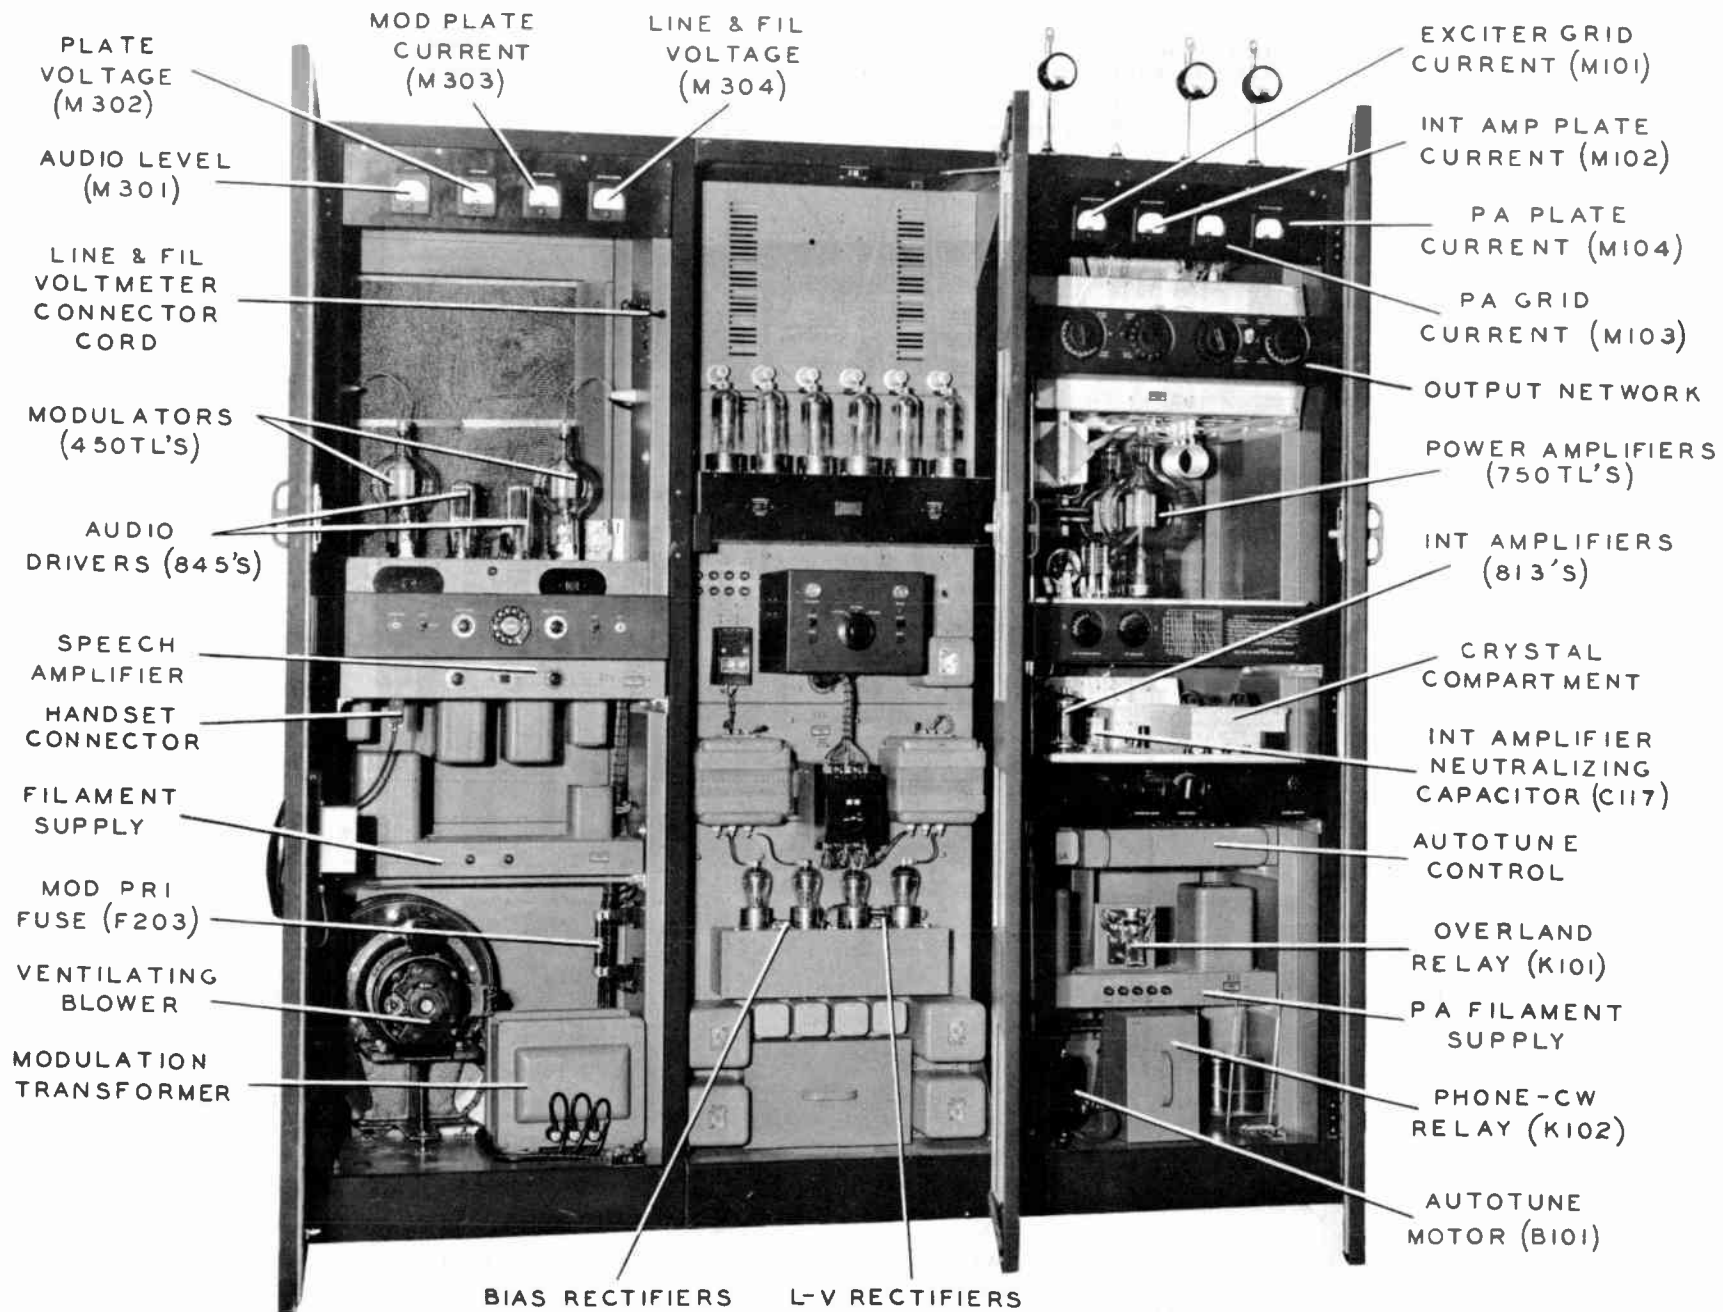 PLATE
VOLTAGE
(M302)
MOD PLATE
CURRENT
(M303)
LINE & FIL
VOLTAGE
(M304)
AUDIO LEVEL
(M301)
LINE & FIL
VOLTMETER
CONNECTOR
CORD
MODULATORS
(450TL'S)
AUDIO
DRIVERS (845'S)
SPEECH
AMPLIFIER
HANDSET
CONNECTOR
FILAMENT
SUPPLY
MOD PRI
FUSE (F203)
VENTILATING
BLOWER
MODULATION
TRANSFORMER
BIAS RECTIFIERS
L-V RECTIFIERS
EXCITER GRID
CURRENT (M101)
INT AMP PLATE
CURRENT (M102)
PA PLATE
CURRENT (M104)
PA GRID
CURRENT (M103)
OUTPUT NETWORK
POWER AMPLIFIERS
(750TL'S)
INT AMPLIFIERS
(813'S)
CRYSTAL
COMPARTMENT
INT AMPLIFIER
NEUTRALIZING
CAPACITOR (C117)
AUTOTUNE
CONTROL
OVERLAND
RELAY (K101)
PA FILAMENT
SUPPLY
PHONE-CW
RELAY (K102)
AUTOTUNE
MOTOR (B101)